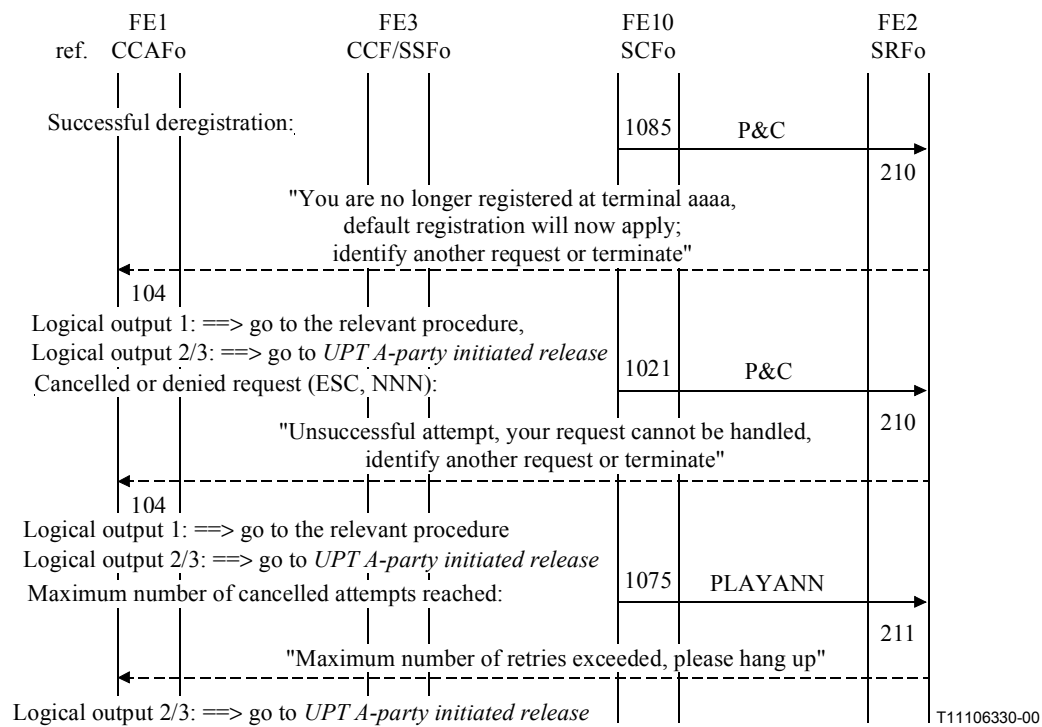 FE1 FE3 FE10 FE2
ref. CCAFo CCF/SSFo SCFo SRFo
Successful deregistration:
1085 P&C
210
"You are no longer registered at terminal aaaa,
default registration will now apply;
identify another request or terminate"
104
Logical output 1: ==> go to the relevant procedure,
Logical output 2/3: ==> go to UPT A-party initiated release
1021 P&C
Cancelled or denied request (ESC, NNN):
210
"Unsuccessful attempt, your request cannot be handled,
identify another request or terminate"
104
Logical output 1: ==> go to the relevant procedure
Logical output 2/3: ==> go to UPT A-party initiated release
1075 PLAYANN
Maximum number of cancelled attempts reached:
211
"Maximum number of retries exceeded, please hang up"
Logical output 2/3: ==> go to UPT A-party initiated release
T11106330-00